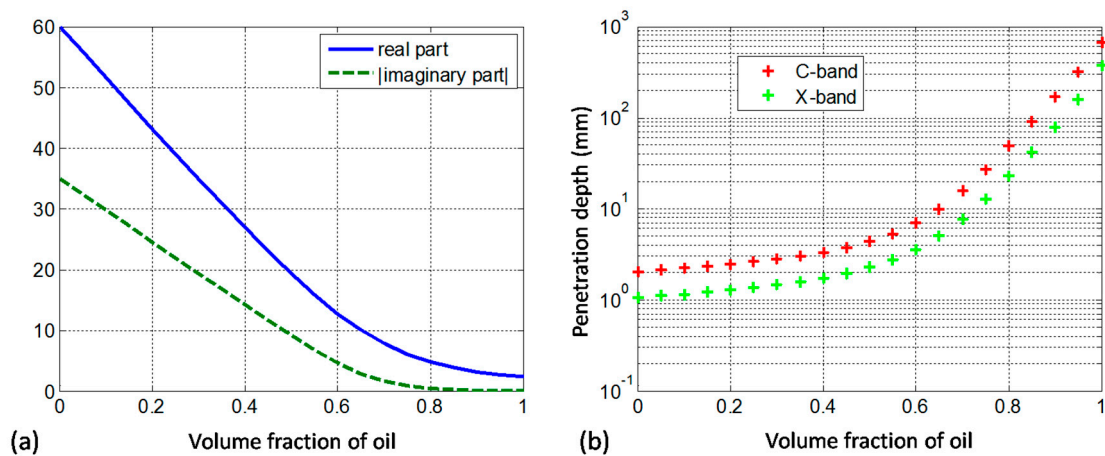 60
50
40
30
20
10
0
0
0.2
0.4
0.6
0.8
1
real part
|imaginary part|
(a)
Volume fraction of oil
Penetration depth (mm)
10³
10²
10¹
10⁰
10⁻¹
0
0.2
0.4
0.6
0.8
1
C-band
X-band
(b)
Volume fraction of oil